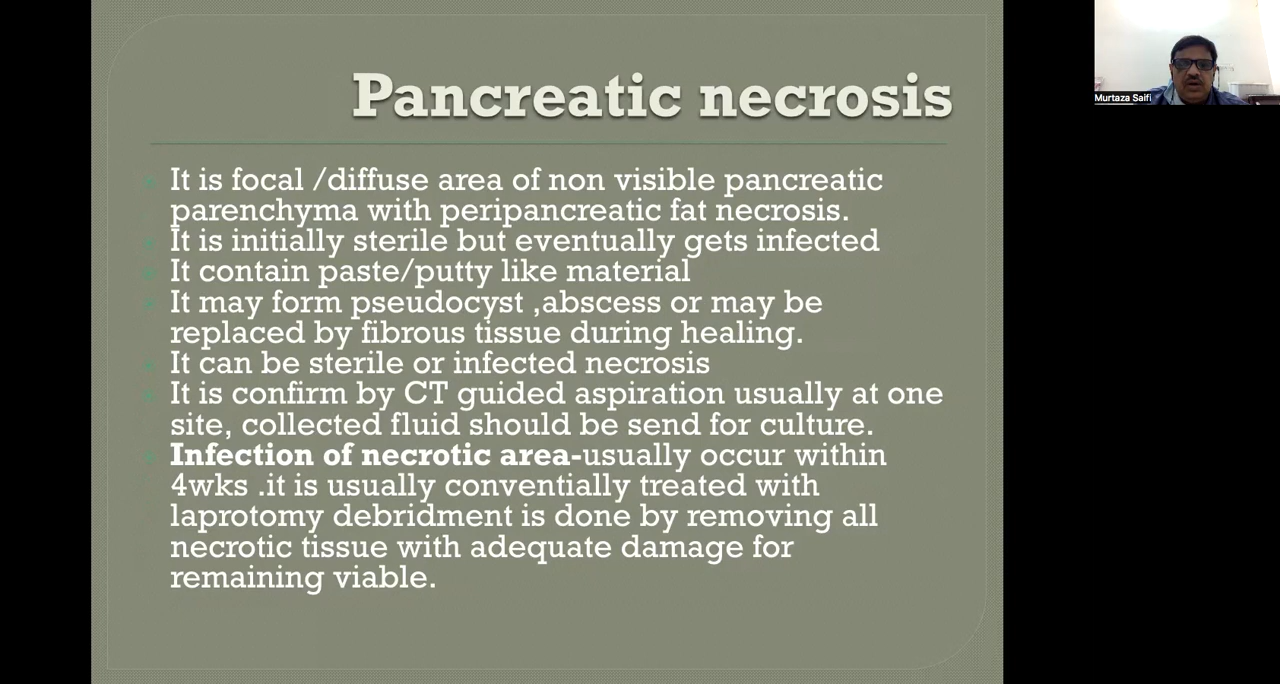 Pancreatic necrosis
It is focal /diffuse area of non visible pancreatic
parenchyma with peripancreatic fat necrosis.
It is initially sterile but eventually gets infected
It contain paste/putty like material
It may form pseudocyst ,abscess or may be
replaced by fibrous tissue during healing.
It can be sterile or infected necrosis
It is confirm by CT guided aspiration usually at one
site, collected fluid should be send for culture.
Infection of necrotic area-usually occur within
4wks .it is usually conventially treated with
laprotomy debridment is done by removing all
necrotic tissue with adequate damage for
remaining viable.
Murtaza Saifi